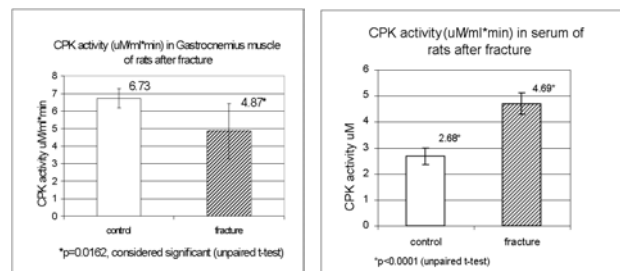 CPK activity (uM/ml*min) in Gastrocnemius muscle
of rats after fracture
CPK activity uM/ml*min
8
7
6
5
4
3
2
1
0
6.73
4.87*
control
fracture
*p=0.0162, considered significant (unpaired t-test)
CPK activity(uM/ml*min) in serum of
rats after fracture
CPK activity uM
6
5
4
3
2
1
0
2.68*
4.69*
control
fracture
*p<0.0001 (unpaired t-test)